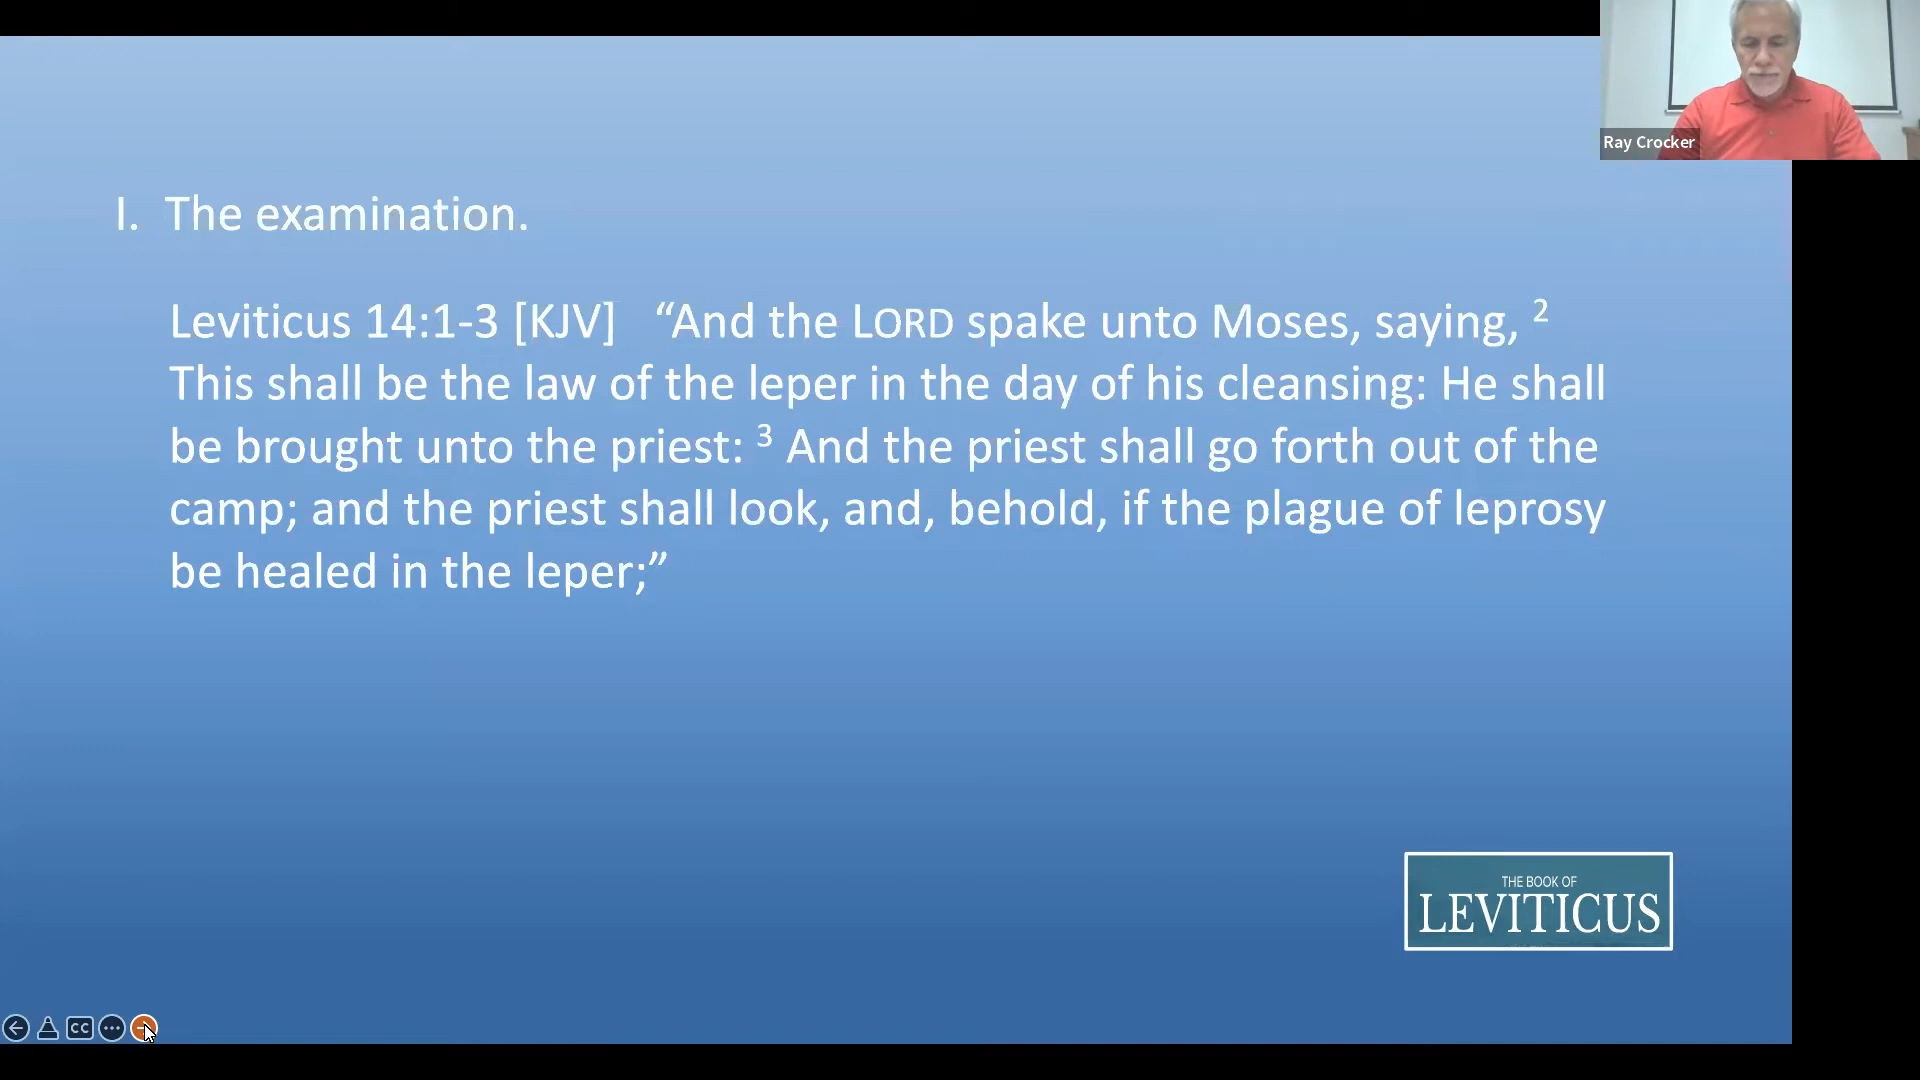 Ray Crocker
I. The examination.
Leviticus 14:1-3 [KJV] “And the LORD spake unto Moses, saying, 2
This shall be the law of the leper in the day of his cleansing: He shall
be brought unto the priest: 3 And the priest shall go forth out of the
camp; and the priest shall look, and, behold, if the plague of leprosy
be healed in the leper;”
THE BOOK OF
LEVITICUS
CC